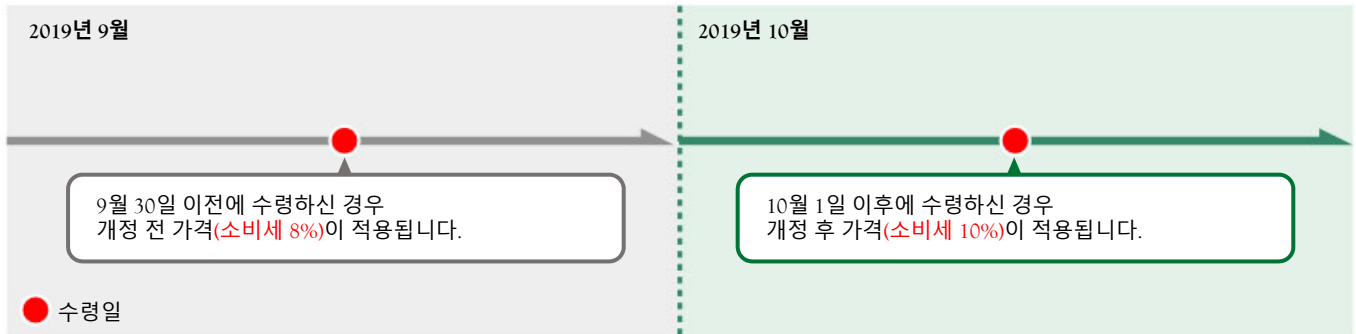 2019년 9월
2019년 10월
9월 30일 이전에 수령하신 경우
개정 전 가격(소비세 8%)이 적용됩니다.
10월 1일 이후에 수령하신 경우
개정 후 가격(소비세 10%)이 적용됩니다.
수령일